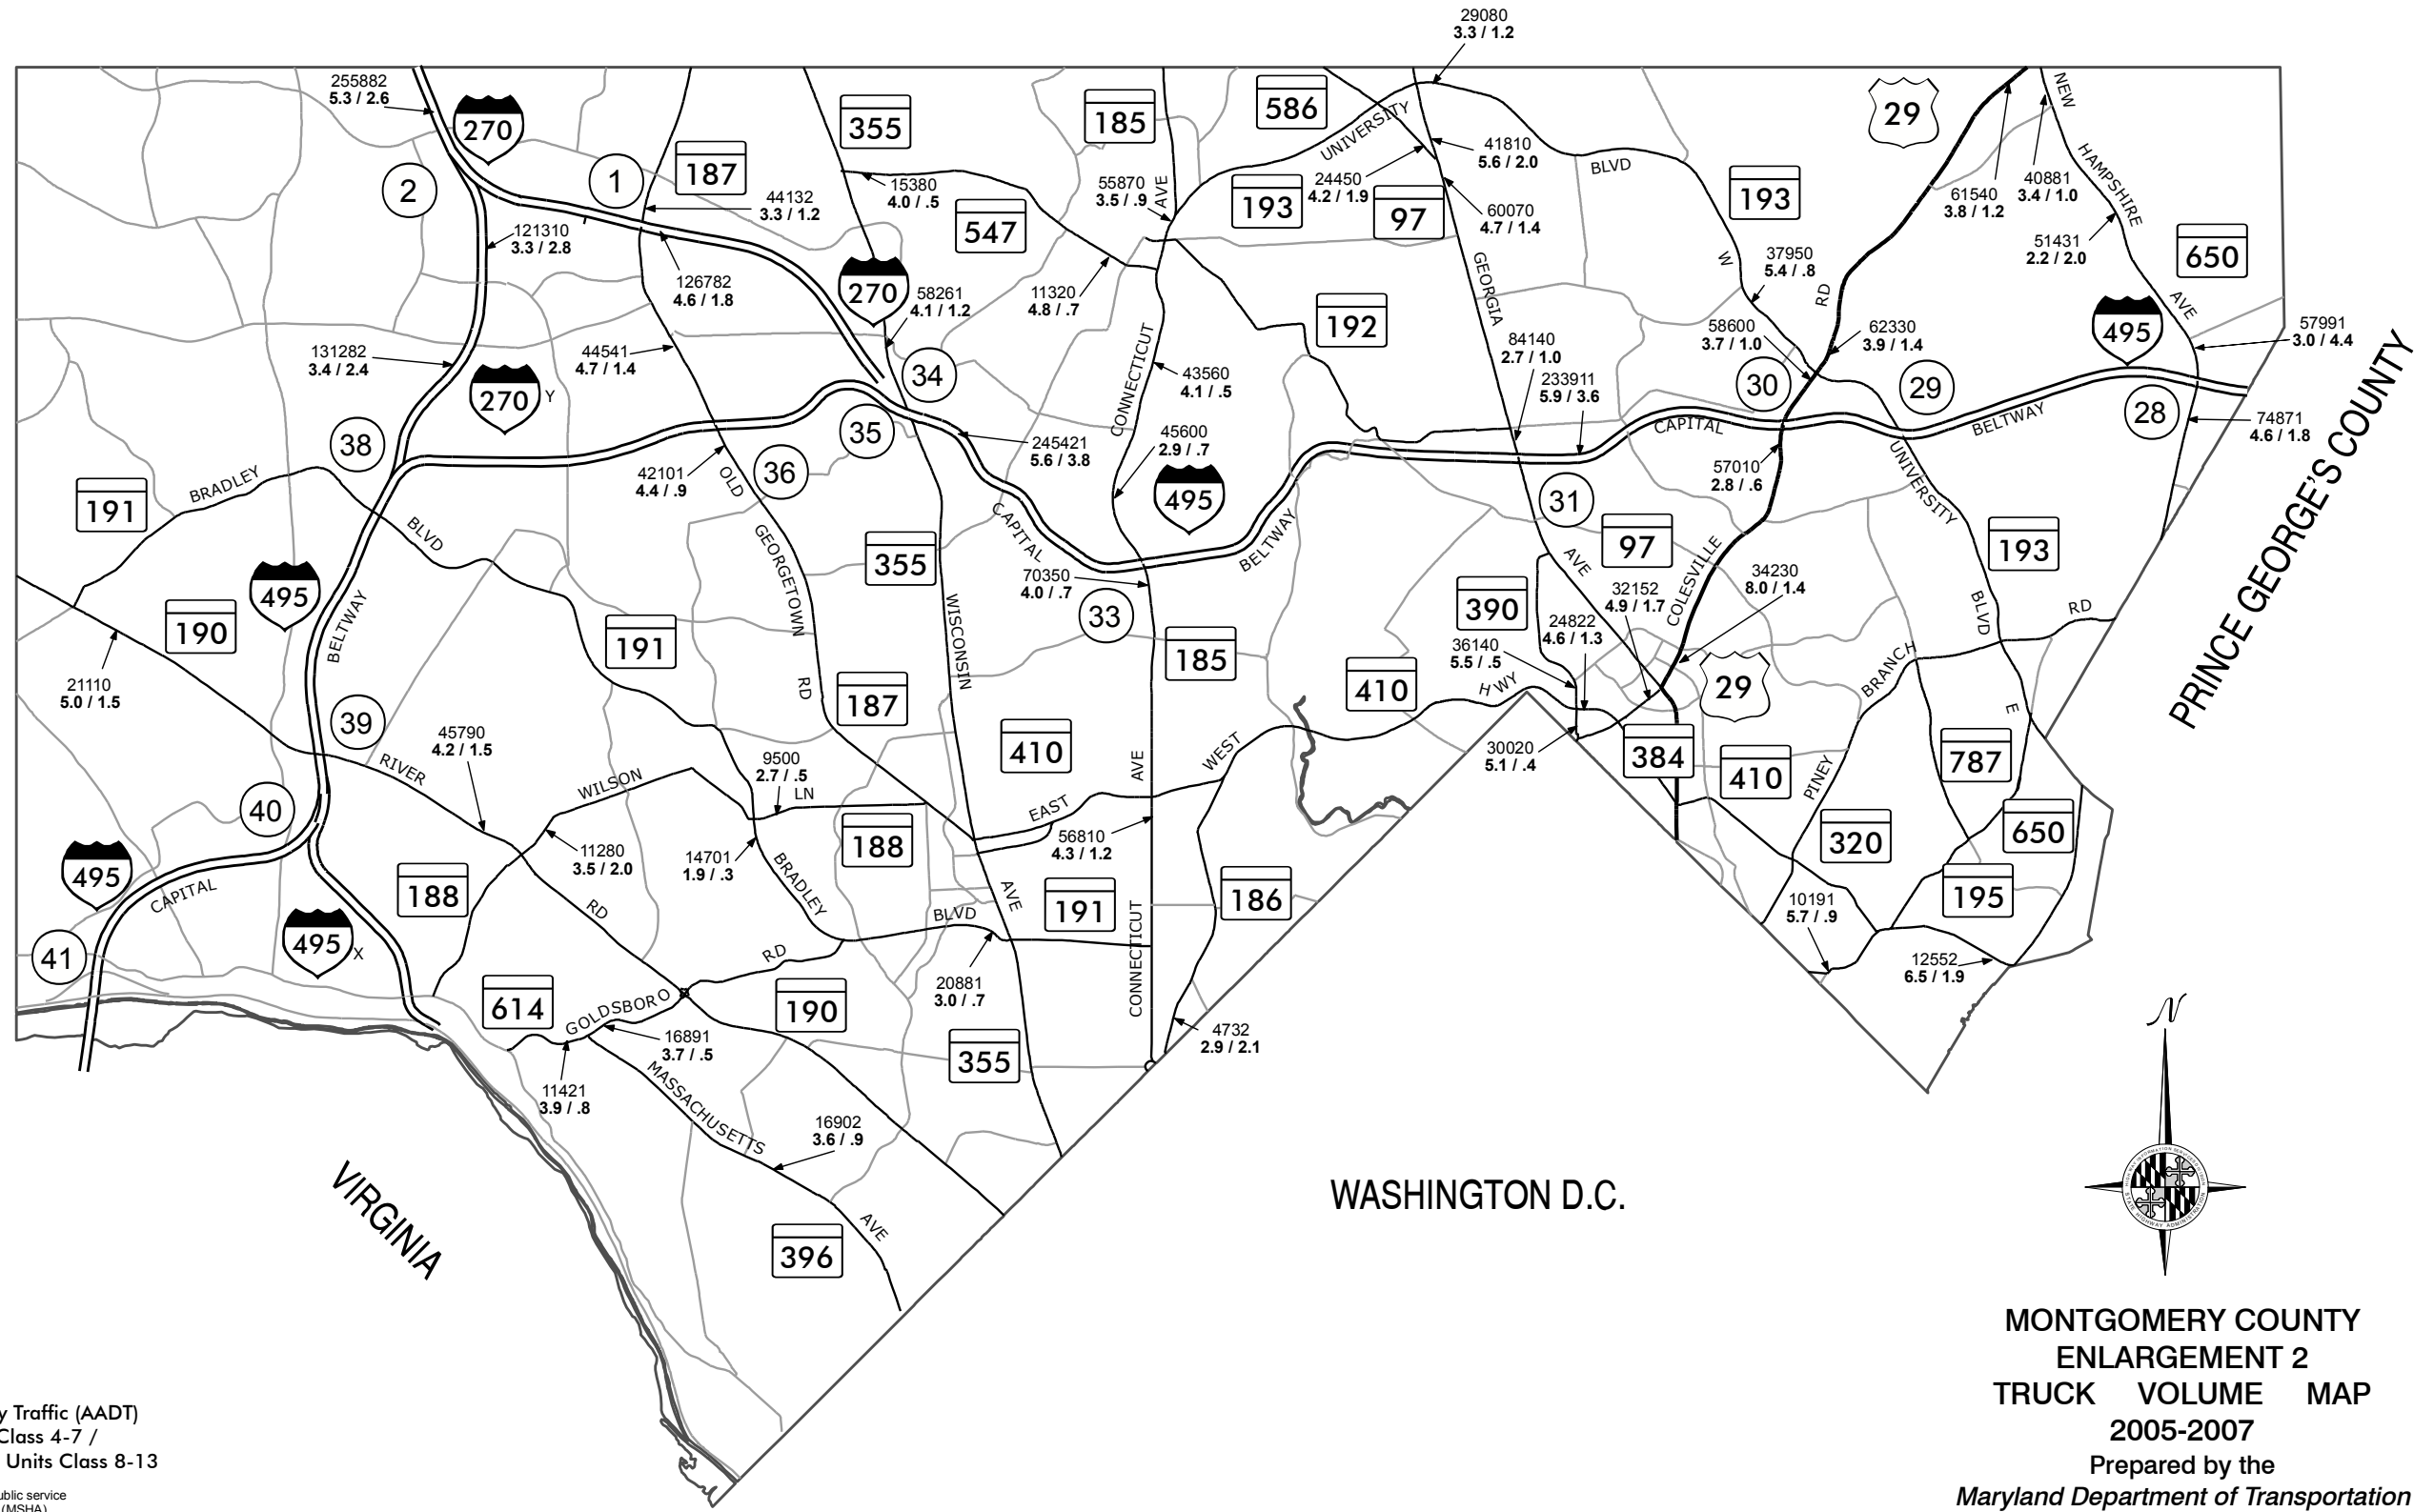 29080
3.3 / 1.2
255882
5.3 / 2.6
270
2
1
187
355
185
586
UNIVERSITY
BLVD
29
NEW
HAMPSHIRE
AVE
650
44132
3.3 / 1.2
15380
4.0 / .5
547
55870
3.5 / .9
AVE
193
24450
4.2 / 1.9
97
41810
5.6 / 2.0
60070
4.7 / 1.4
193
61540
3.8 / 1.2
40881
3.4 / 1.0
51431
2.2 / 2.0
121310
3.3 / 2.8
126782
4.6 / 1.8
270
58261
4.1 / 1.2
11320
4.8 / .7
192
GEORGIA
W
37950
5.4 / .8
RD
58600
3.7 / 1.0
62330
3.9 / 1.4
495
57991
3.0 / 4.4
131282
3.4 / 2.4
270 Y
44541
4.7 / 1.4
34
CONNECTICUT
43560
4.1 / .5
84140
2.7 / 1.0
233911
5.9 / 3.6
30
29
28
74871
4.6 / 1.8
38
35
36
42101
4.4 / .9
245421
5.6 / 3.8
45600
2.9 / .7
495
CAPITAL
BELTWAY
57010
2.8 / .6
31
UNIVERSITY
191
BRADLEY
BLVD
OLD
GEORGETOWN
RD
355
CAPITAL
BELTWAY
97
AVE
193
PRINCE GEORGE'S COUNTY
495
BELTWAY
190
21110
5.0 / 1.5
191
WISCONSIN
70350
4.0 / .7
33
185
390
36140
5.5 / .5
24822
4.6 / 1.3
32152
4.9 / 1.7
COLESVILLE
34230
8.0 / 1.4
29
BLVD
RD
BRANCH
E
39
187
410
AVE
410
HWY
WEST
30020
5.1 / .4
384
410
PINEY
787
45790
4.2 / 1.5
RIVER
WILSON
9500
2.7 / .5
LN
40
495
CAPITAL
188
11280
3.5 / 2.0
14701
1.9 / .3
188
EAST
56810
4.3 / 1.2
320
650
BRADLEY
AVE
191
186
195
10191
5.7 / .9
12552
6.5 / 1.9
41
495 X
RD
BLVD
CONNECTICUT
614
GOLDSBORO
RD
190
20881
3.0 / .7
355
4732
2.9 / 2.1
16891
3.7 / .5
11421
3.9 / .8
MASSACHUSETTS
AVE
16902
3.6 / .9
396
VIRGINIA
WASHINGTON D.C.
N
MONTGOMERY COUNTY
ENLARGEMENT 2
TRUCK VOLUME MAP
2005-2007
Prepared by the
Maryland Department of Transportation
y Traffic (AADT)
Class 4-7 /
Units Class 8-13
ublic service
(MSHA)